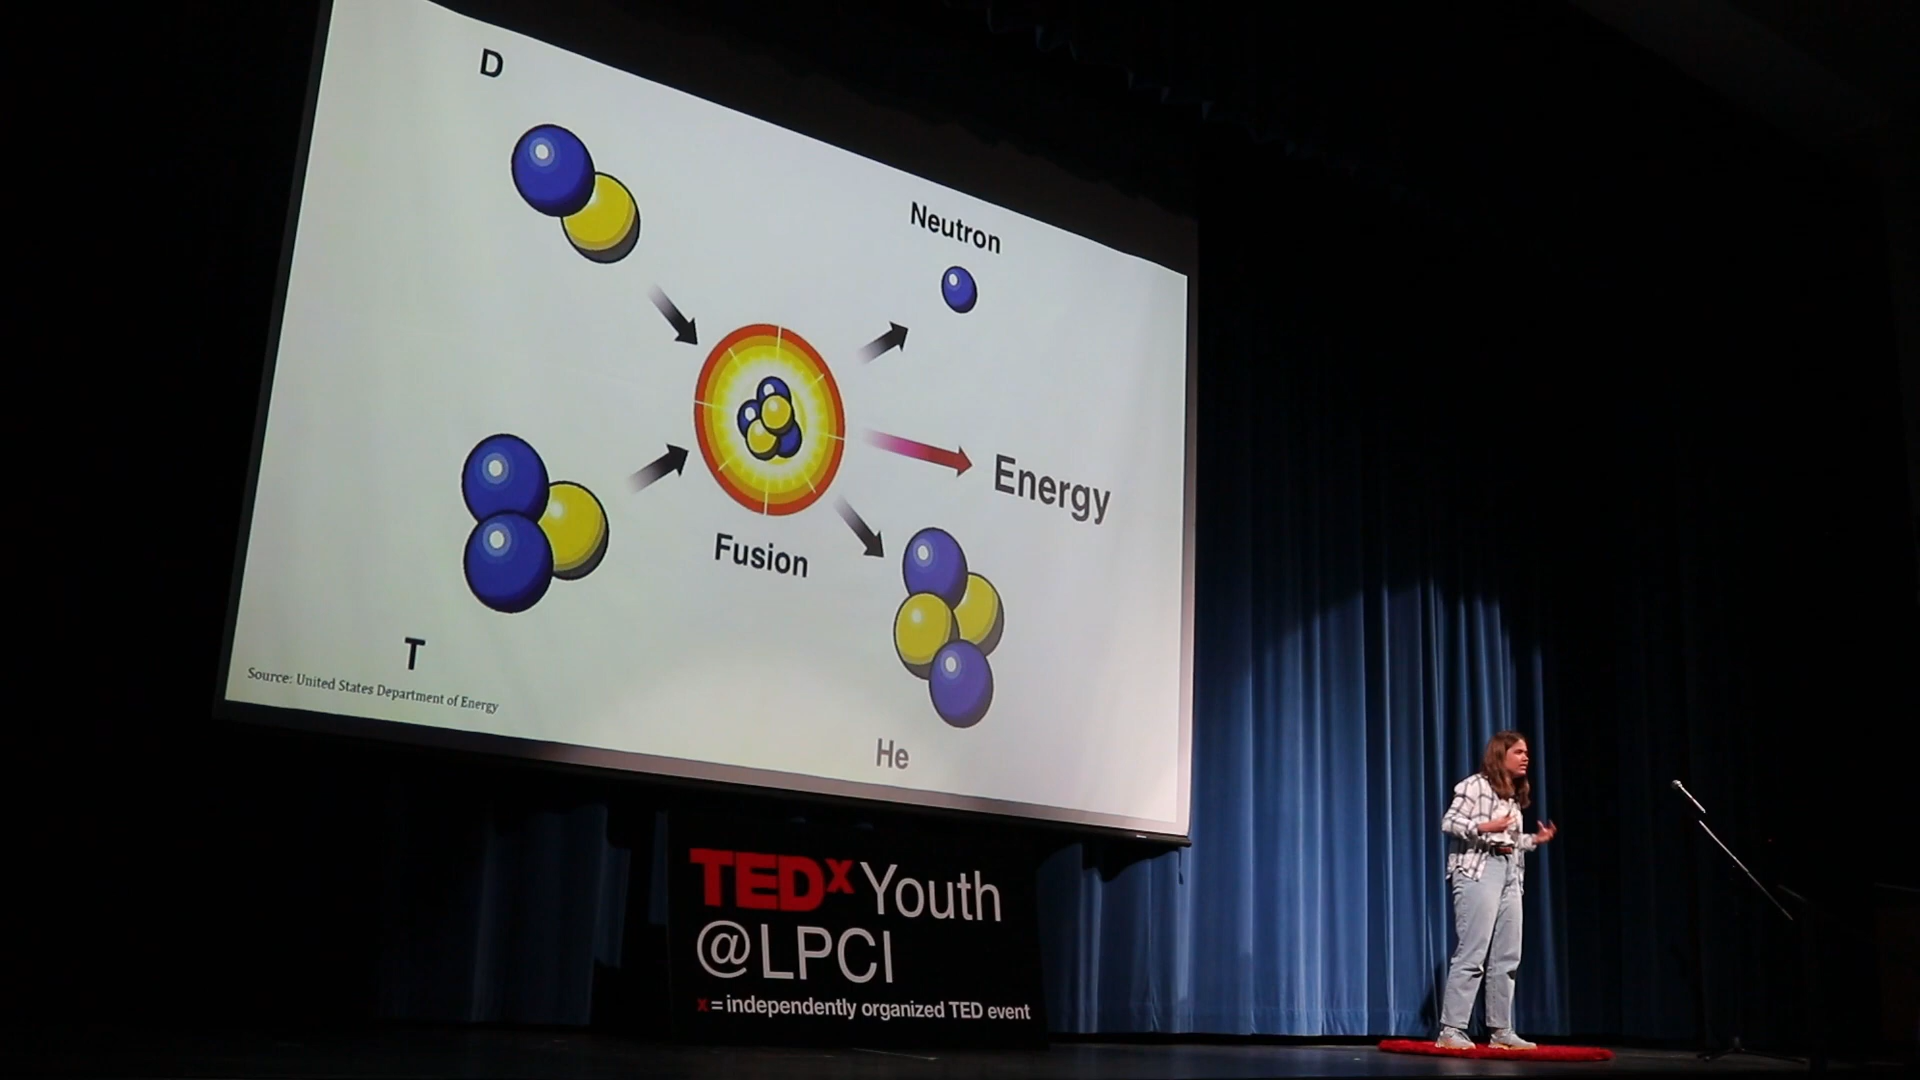 D
Neutron
Energy
Fusion
T
Source: United States Department of Energy
He
TEDx Youth
@LPCI
x = independently organized TED event